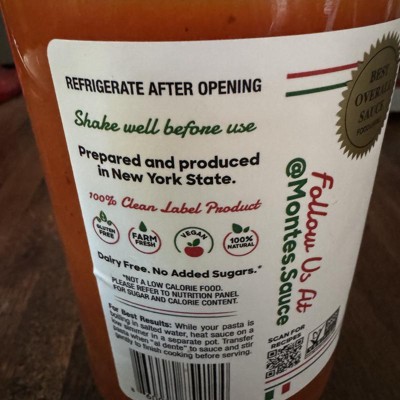 REFRIGERATE AFTER OPENING
Shake well before use
Prepared and produced
in New York State.
100% Clean Label Product
GLUTEN
FREE
FARM
FRESH
VEGAN
100%
NATURAL
Dairy Free. No Added Sugars.*
*NOT A LOW CALORIE FOOD.
PLEASE REFER TO NUTRITION PANEL
FOR SUGAR AND CALORIE CONTENT.
For Best Results: While your pasta is
boiling in salted water, heat sauce on a
low simmer in a separate pot. Transfer
pasta when "al dente" to sauce and stir
gently to finish cooking before serving.
Follow Us At
@MontesSauce
SCAN FOR
RECIPES
BEST
OVERALL
SAUCE